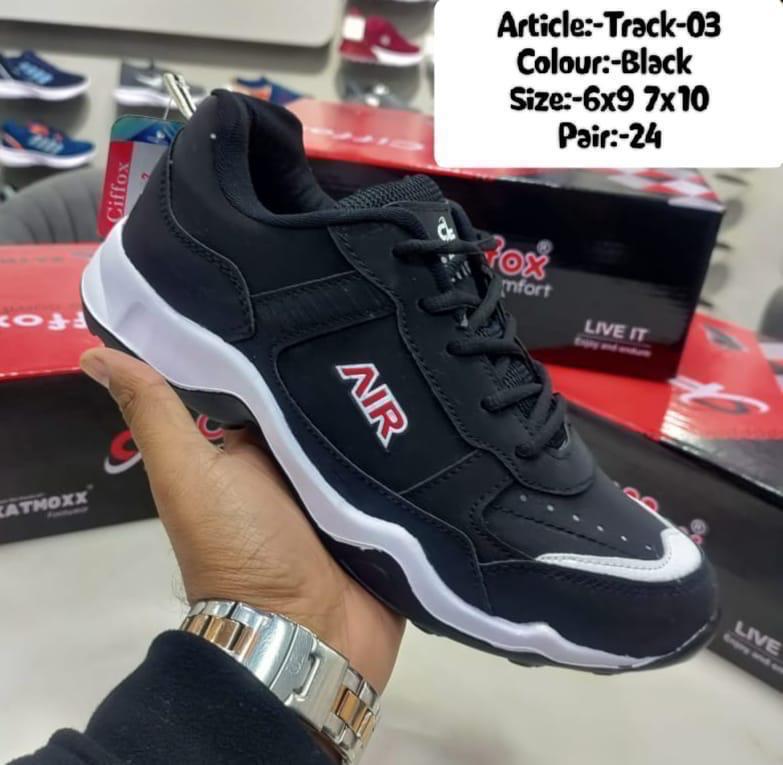 Article:-Track-03
Colour:-Black
Size:-6x9 7x10
Pair:-24
Ciffox
fox®
mfort
LIVE IT
Enjoy and endure
AIR
KATMOXX
Footwear
LIVE